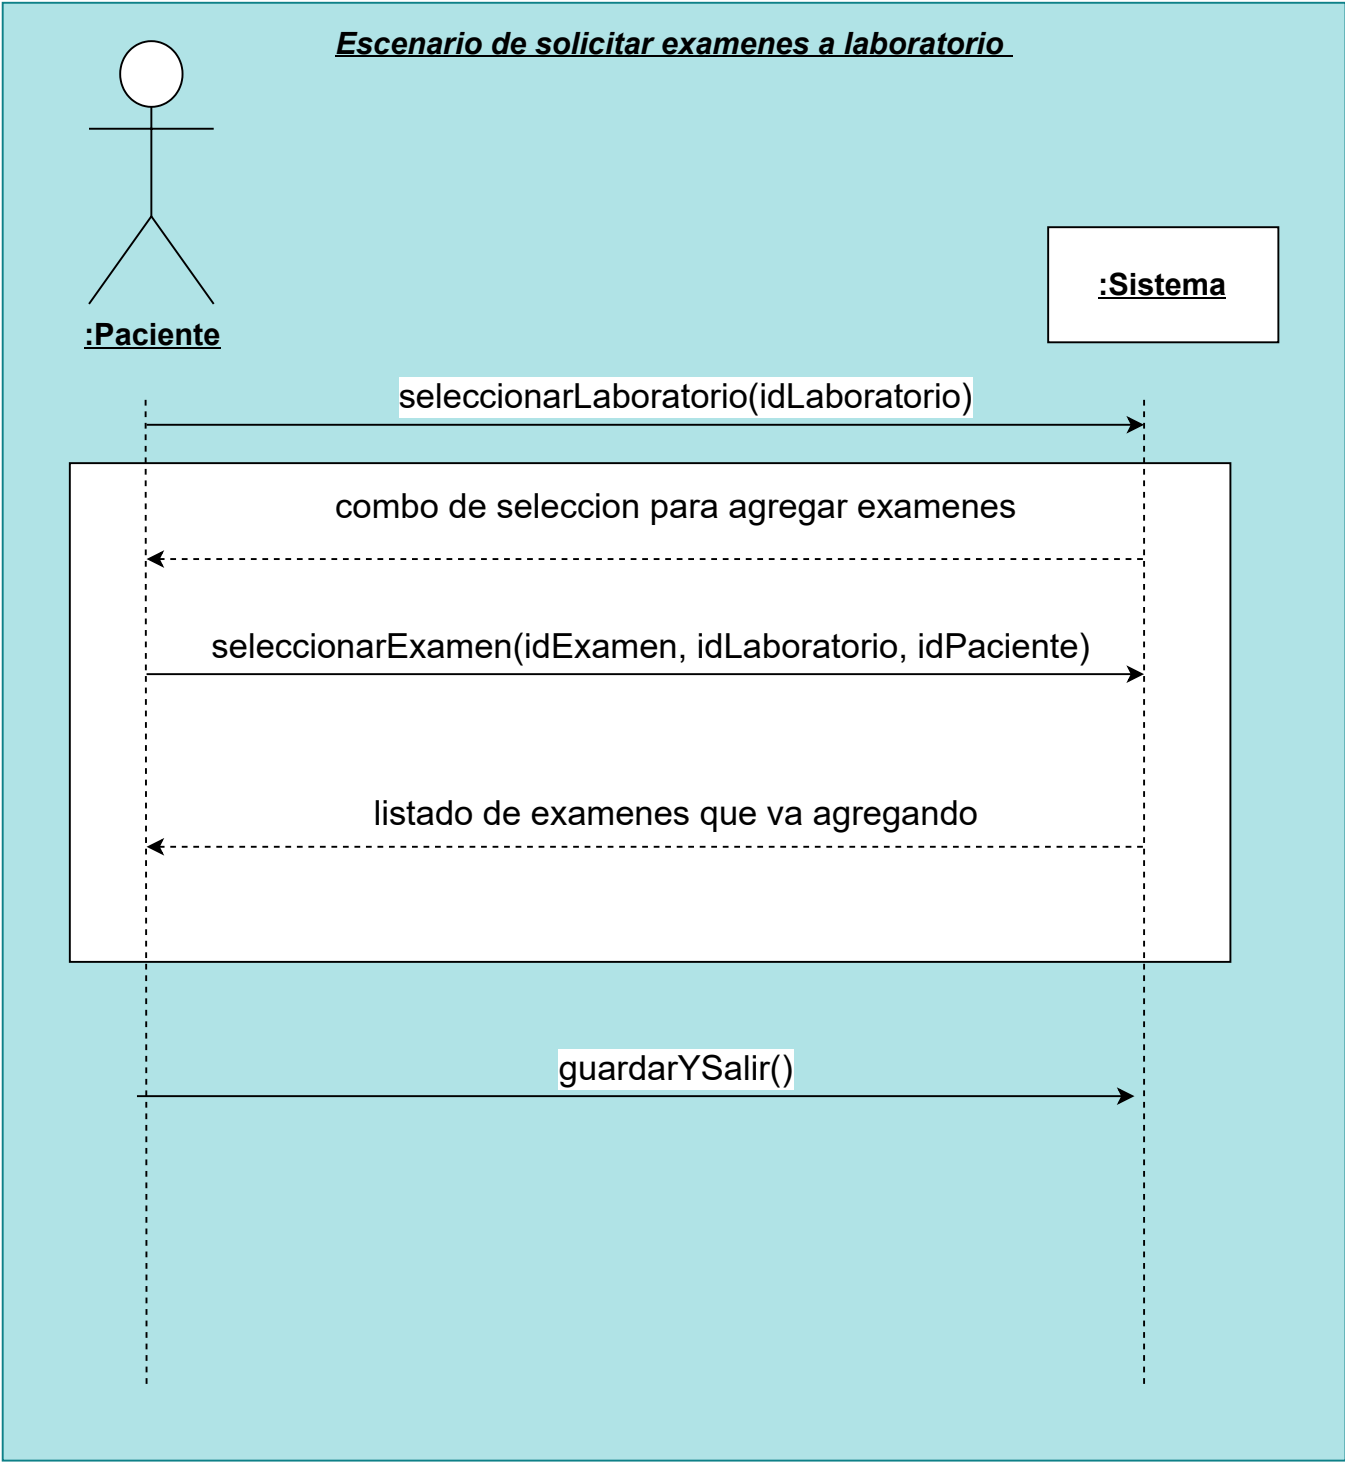 Escenario de solicitar examenes a laboratorio
:Sistema
:Paciente
seleccionarLaboratorio(idLaboratorio)
combo de seleccion para agregar examenes
seleccionarExamen(idExamen, idLaboratorio, idPaciente)
listado de examenes que va agregando
guardarYSalir()